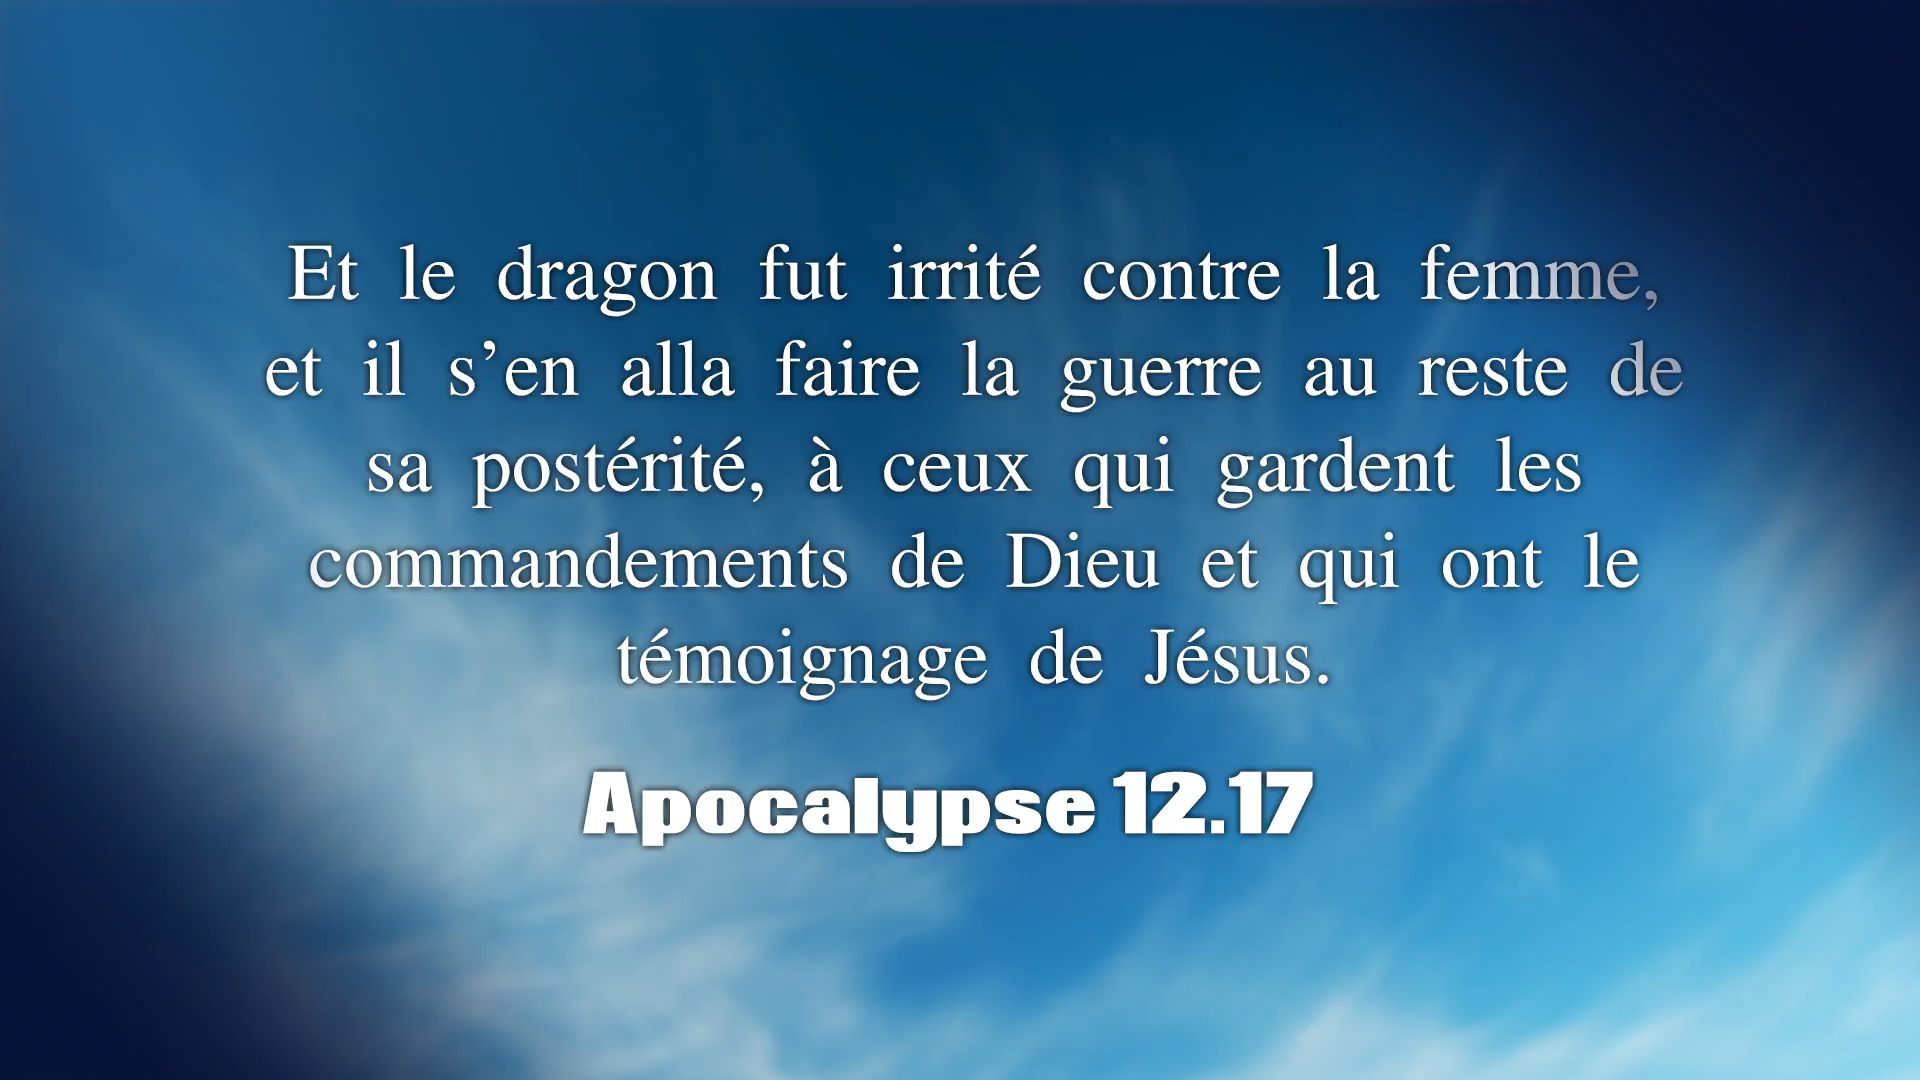 Et le dragon fut irrité contre la femme,
et il s’en alla faire la guerre au reste de
sa postérité, à ceux qui gardent les
commandements de Dieu et qui ont le
témoignage de Jésus.
Apocalypse 12.17